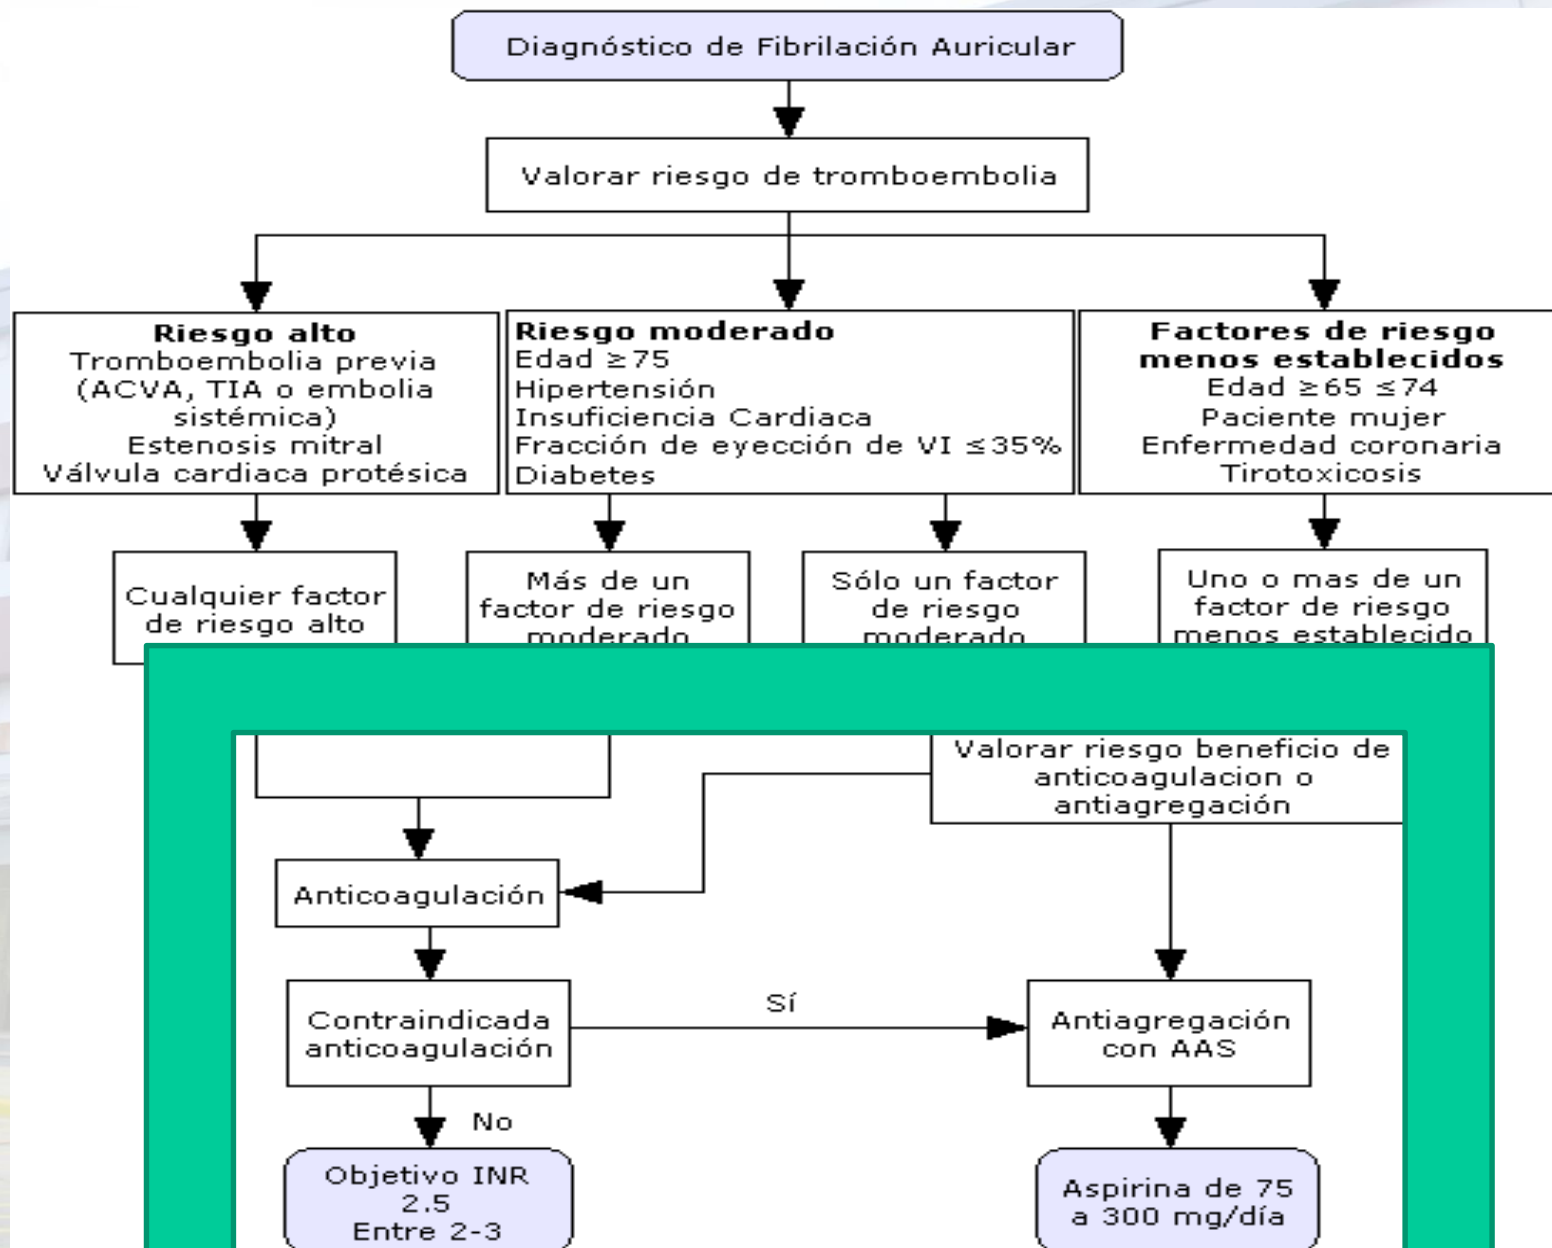 Diagnóstico de Fibrilación Auricular
Valorar riesgo de tromboembolia
Riesgo alto
Tromboembolia previa
(ACVA, TIA o embolia
sistémica)
Estenosis mitral
Válvula cardiaca protésica
Riesgo moderado
Edad ≥75
Hipertensión
Insuficiencia Cardiaca
Fracción de eyección de VI ≤35%
Diabetes
Factores de riesgo
menos establecidos
Edad ≥65 ≤74
Paciente mujer
Enfermedad coronaria
Tirotoxicosis
Cualquier factor
de riesgo alto
Más de un
factor de riesgo
moderado
Sólo un factor
de riesgo
moderado
Uno o mas de un
factor de riesgo
menos establecido
Valorar riesgo beneficio de
anticoagulacion o
antiagregación
Anticoagulación
Contraindicada
anticoagulación
Sí
Antiagregación
con AAS
No
Objetivo INR
2.5
Entre 2-3
Aspirina de 75
a 300 mg/día